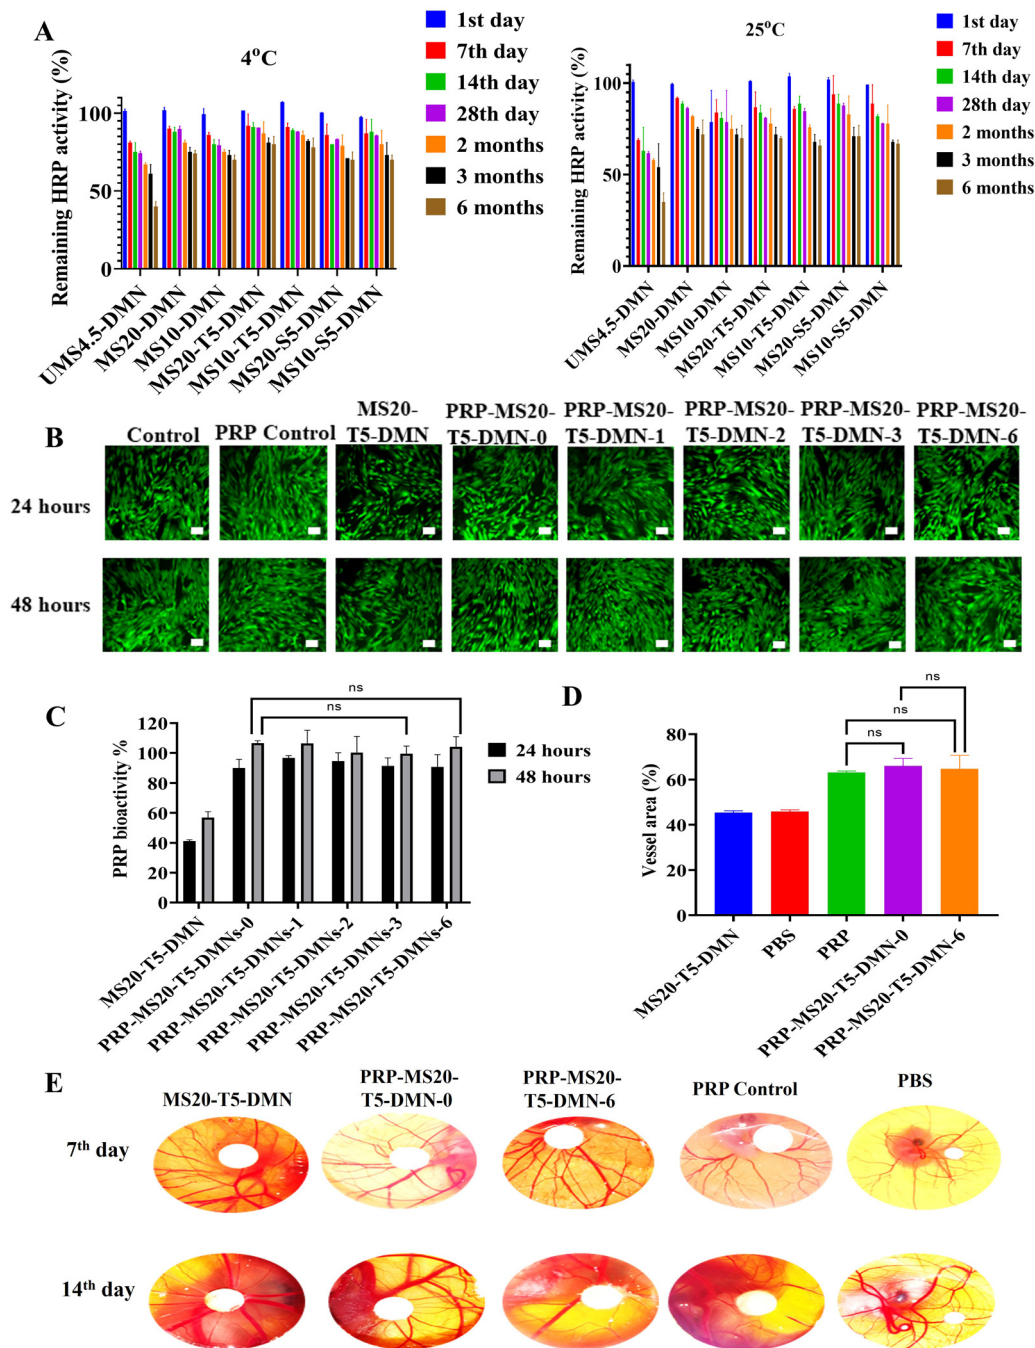 A
4°C
Remaining HRP activity (%)
100
50
0
UMS4.5-DMN
MS20-DMN
MS10-DMN
MS20-T5-DMN
MS10-T5-DMN
MS20-S5-DMN
MS10-S5-DMN
1st day
7th day
14th day
28th day
2 months
3 months
6 months
25°C
Remaining HRP activity (%)
100
50
0
UMS4.5-DMN
MS20-DMN
MS10-DMN
MS20-T5-DMN
MS10-T5-DMN
MS20-S5-DMN
MS10-S5-DMN
1st day
7th day
14th day
28th day
2 months
3 months
6 months
B
Control
PRP Control
MS20-
T5-DMN
PRP-MS20-
T5-DMN-0
PRP-MS20-
T5-DMN-1
PRP-MS20-
T5-DMN-2
PRP-MS20-
T5-DMN-3
PRP-MS20-
T5-DMN-6
24 hours
48 hours
C
ns
ns
PRP bioactivity %
120
100
80
60
40
20
0
MS20-T5-DMN
PRP-MS20-T5-DMNs-0
PRP-MS20-T5-DMNs-1
PRP-MS20-T5-DMNs-2
PRP-MS20-T5-DMNs-3
PRP-MS20-T5-DMNs-6
24 hours
48 hours
D
ns
ns
ns
Vessel area (%)
80
60
40
20
0
MS20-T5-DMN
PBS
PRP
PRP-MS20-T5-DMN-0
PRP-MS20-T5-DMN-6
E
MS20-T5-DMN
PRP-MS20-
T5-DMN-0
PRP-MS20-
T5-DMN-6
PRP Control
PBS
7th day
14th day